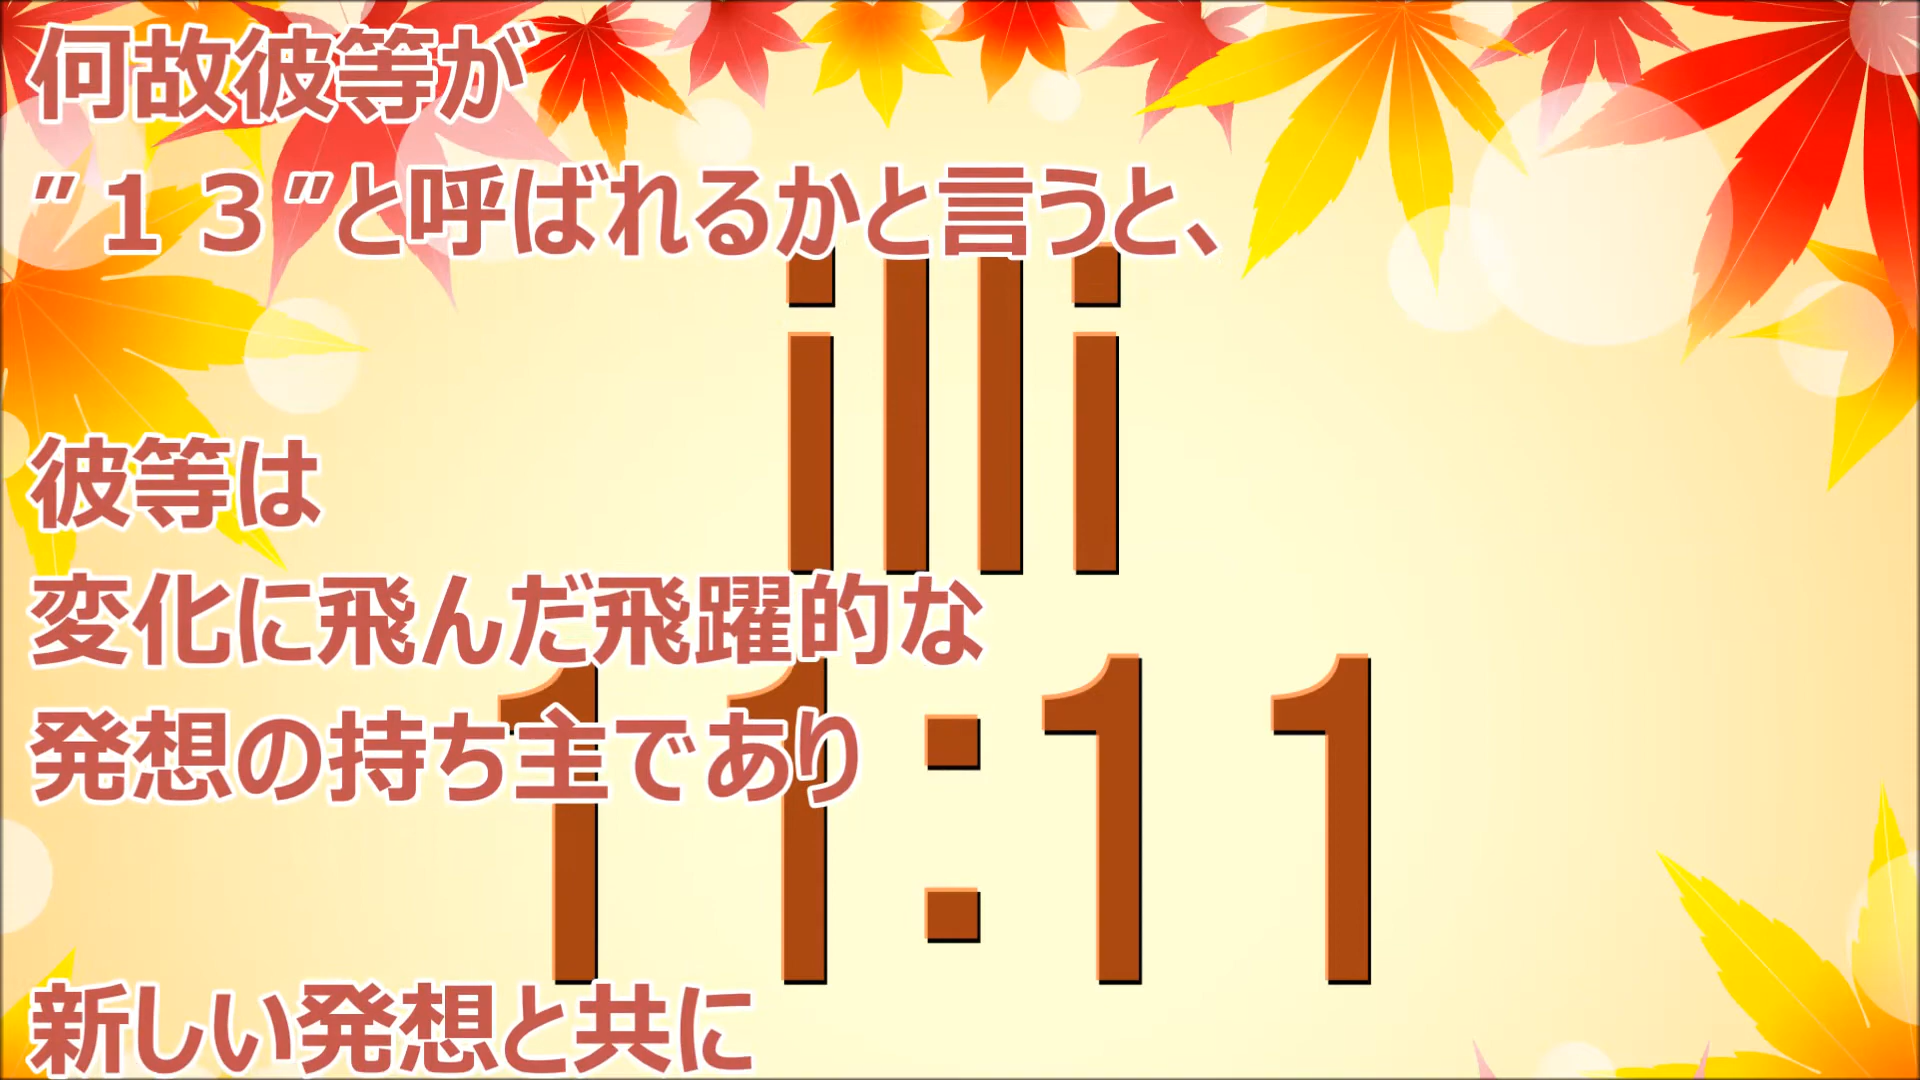 何故彼等が
”１３”と呼ばれるかと言うと、
illi
彼等は
変化に飛んだ飛躍的な
発想の持ち主であり
11:11
新しい発想と共に